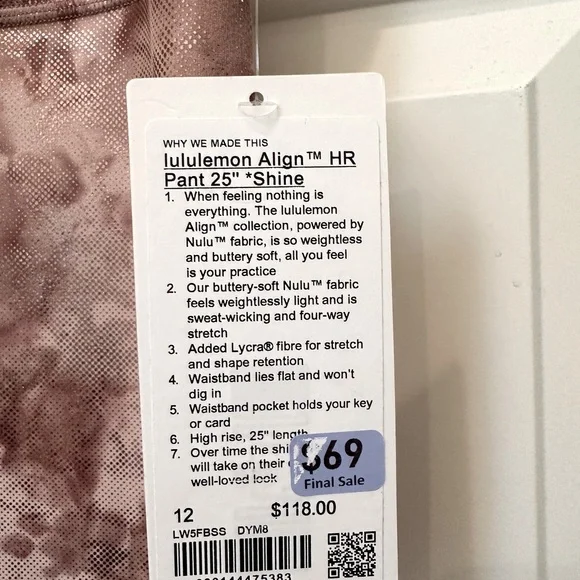 WHY WE MADE THIS
lululemon Align™ HR
Pant 25" *Shine
1. When feeling nothing is
everything. The lululemon
Align™ collection, powered by
Nulu™ fabric, is so weightless
and buttery soft, all you feel
is your practice
2. Our buttery-soft Nulu™ fabric
feels weightlessly light and is
sweat-wicking and four-way
stretch
3. Added Lycra® fibre for stretch
and shape retention
4. Waistband lies flat and won't
dig in
5. Waistband pocket holds your key
or card
6. High rise, 25" length
7. Over time the
will take on their
well-loved look
$69
Final Sale
12 $118.00
LW5FBSS DYM8